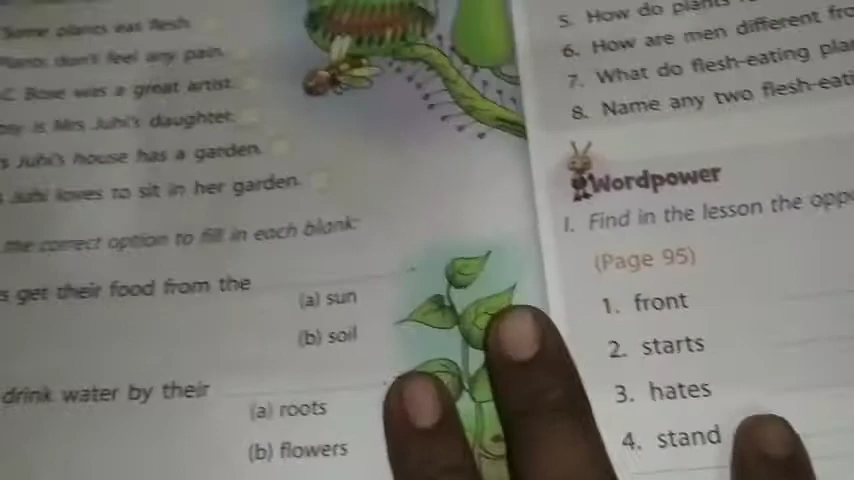 Some plants eat flesh.
Plants don't feel any pain.
C. Bose was a great artist.
is Mrs Juhi's daughter.
s Juhi's house has a garden.
Juhi loves to sit in her garden.
the correct option to fill in each blank:
s get their food from the
(a) sun
(b) soil
drink water by their
(a) roots
(b) flowers
5. How do plants
6. How are men different fro
7. What do flesh-eating plan
8. Name any two flesh-eati
Wordpower
I. Find in the lesson the oppo
(Page 95)
1. front
2. starts
3. hates
4. stand